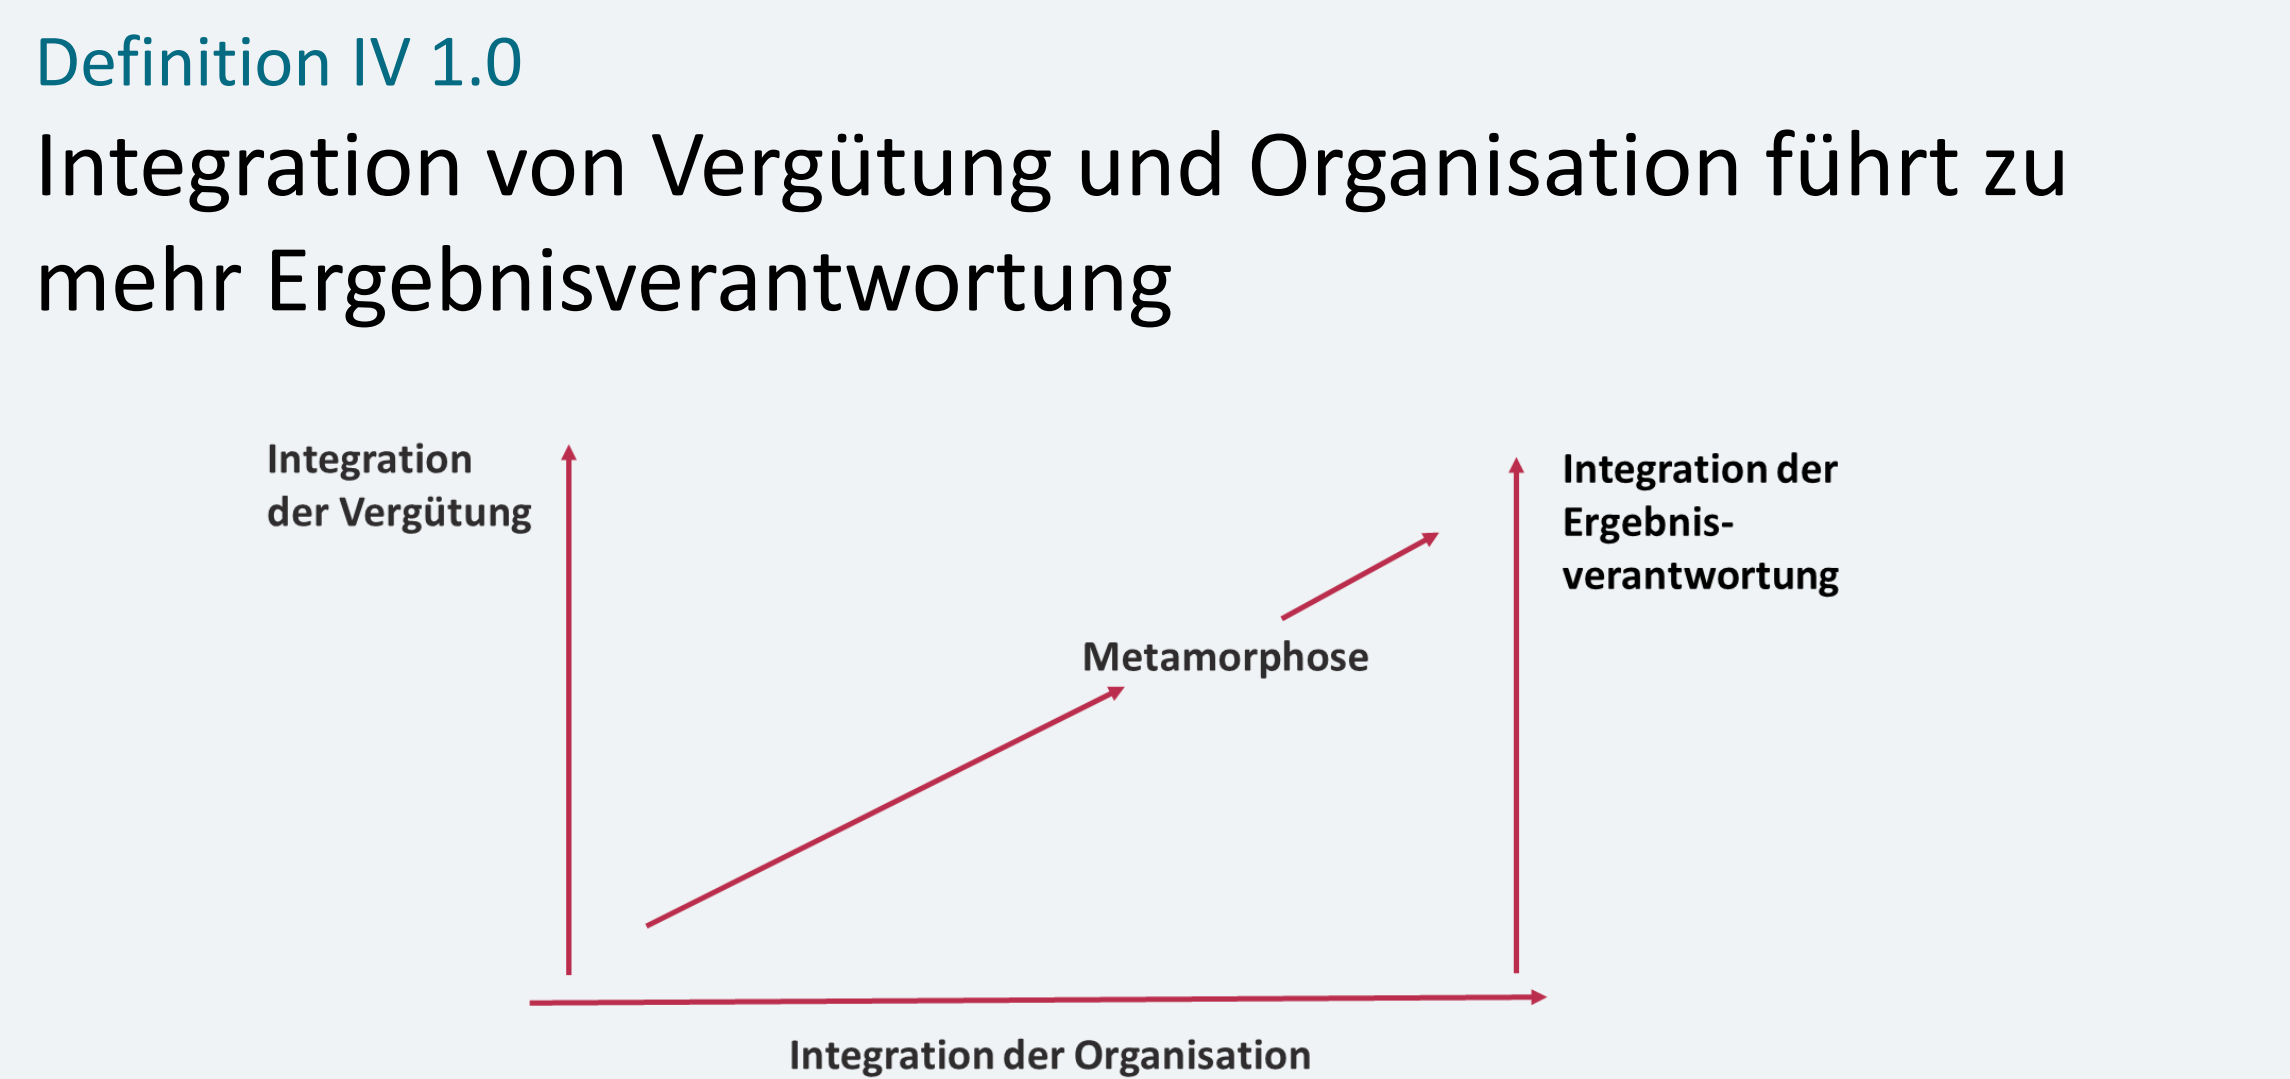 Definition IV 1.0
Integration von Vergütung und Organisation führt zu
mehr Ergebnisverantwortung
Integration
der Vergütung
Integration der
Ergebnis-
verantwortung
Metamorphose
Integration der Organisation